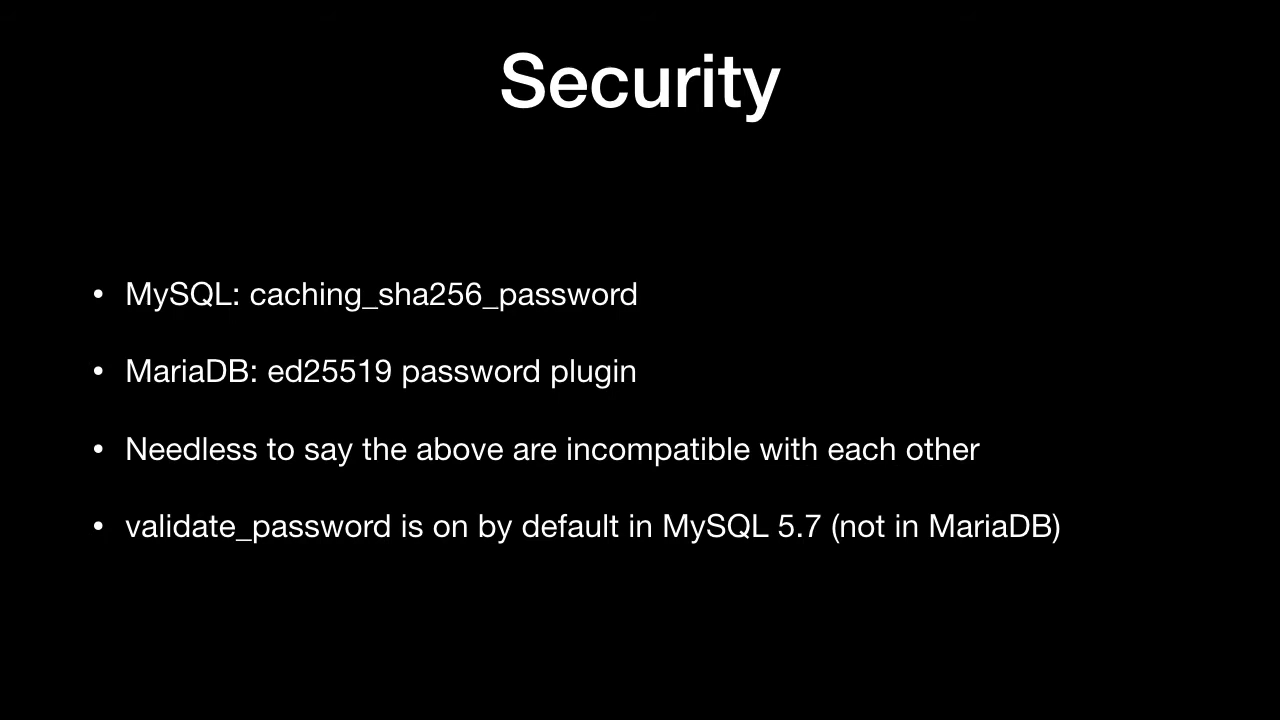 Security
• MySQL: caching_sha256_password
• MariaDB: ed25519 password plugin
• Needless to say the above are incompatible with each other
• validate_password is on by default in MySQL 5.7 (not in MariaDB)